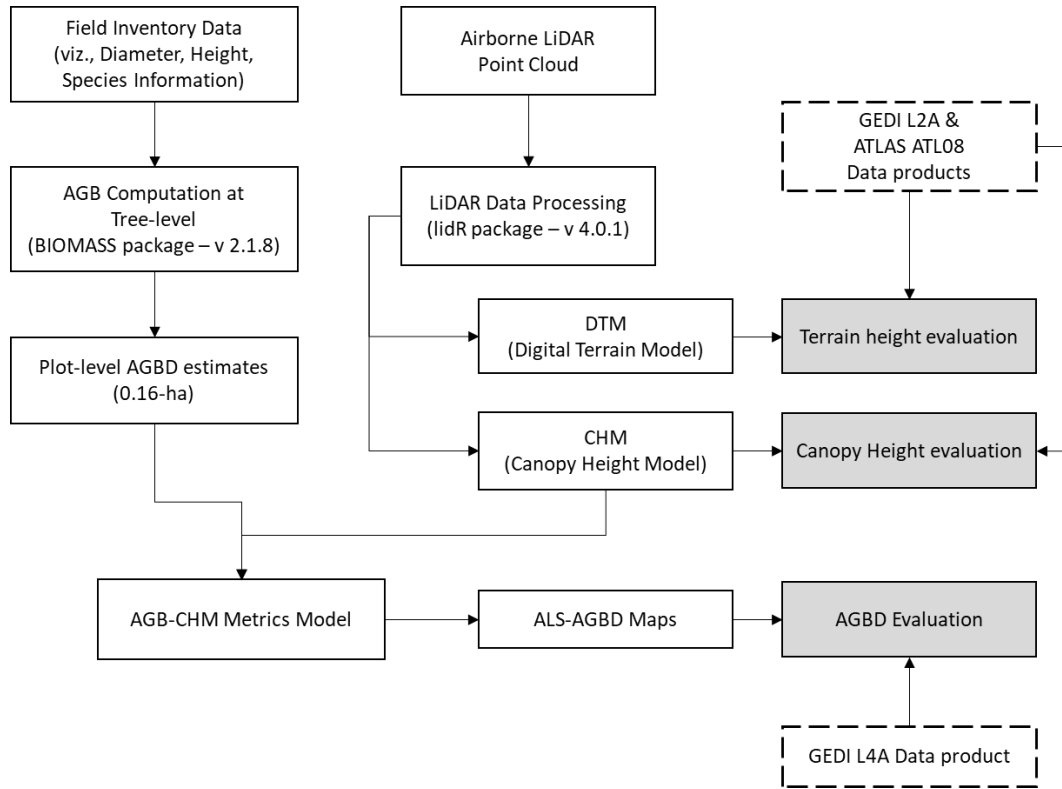 Field Inventory Data
(viz., Diameter, Height,
Species Information)
Airborne LiDAR
Point Cloud
GEDI L2A &
ATLAS ATL08
Data products
AGB Computation at
Tree-level
(BIOMASS package – v 2.1.8)
LiDAR Data Processing
(lidR package – v 4.0.1)
DTM
(Digital Terrain Model)
Terrain height evaluation
Plot-level AGBD estimates
(0.16-ha)
CHM
(Canopy Height Model)
Canopy Height evaluation
AGB-CHM Metrics Model
ALS-AGBD Maps
AGBD Evaluation
GEDI L4A Data product